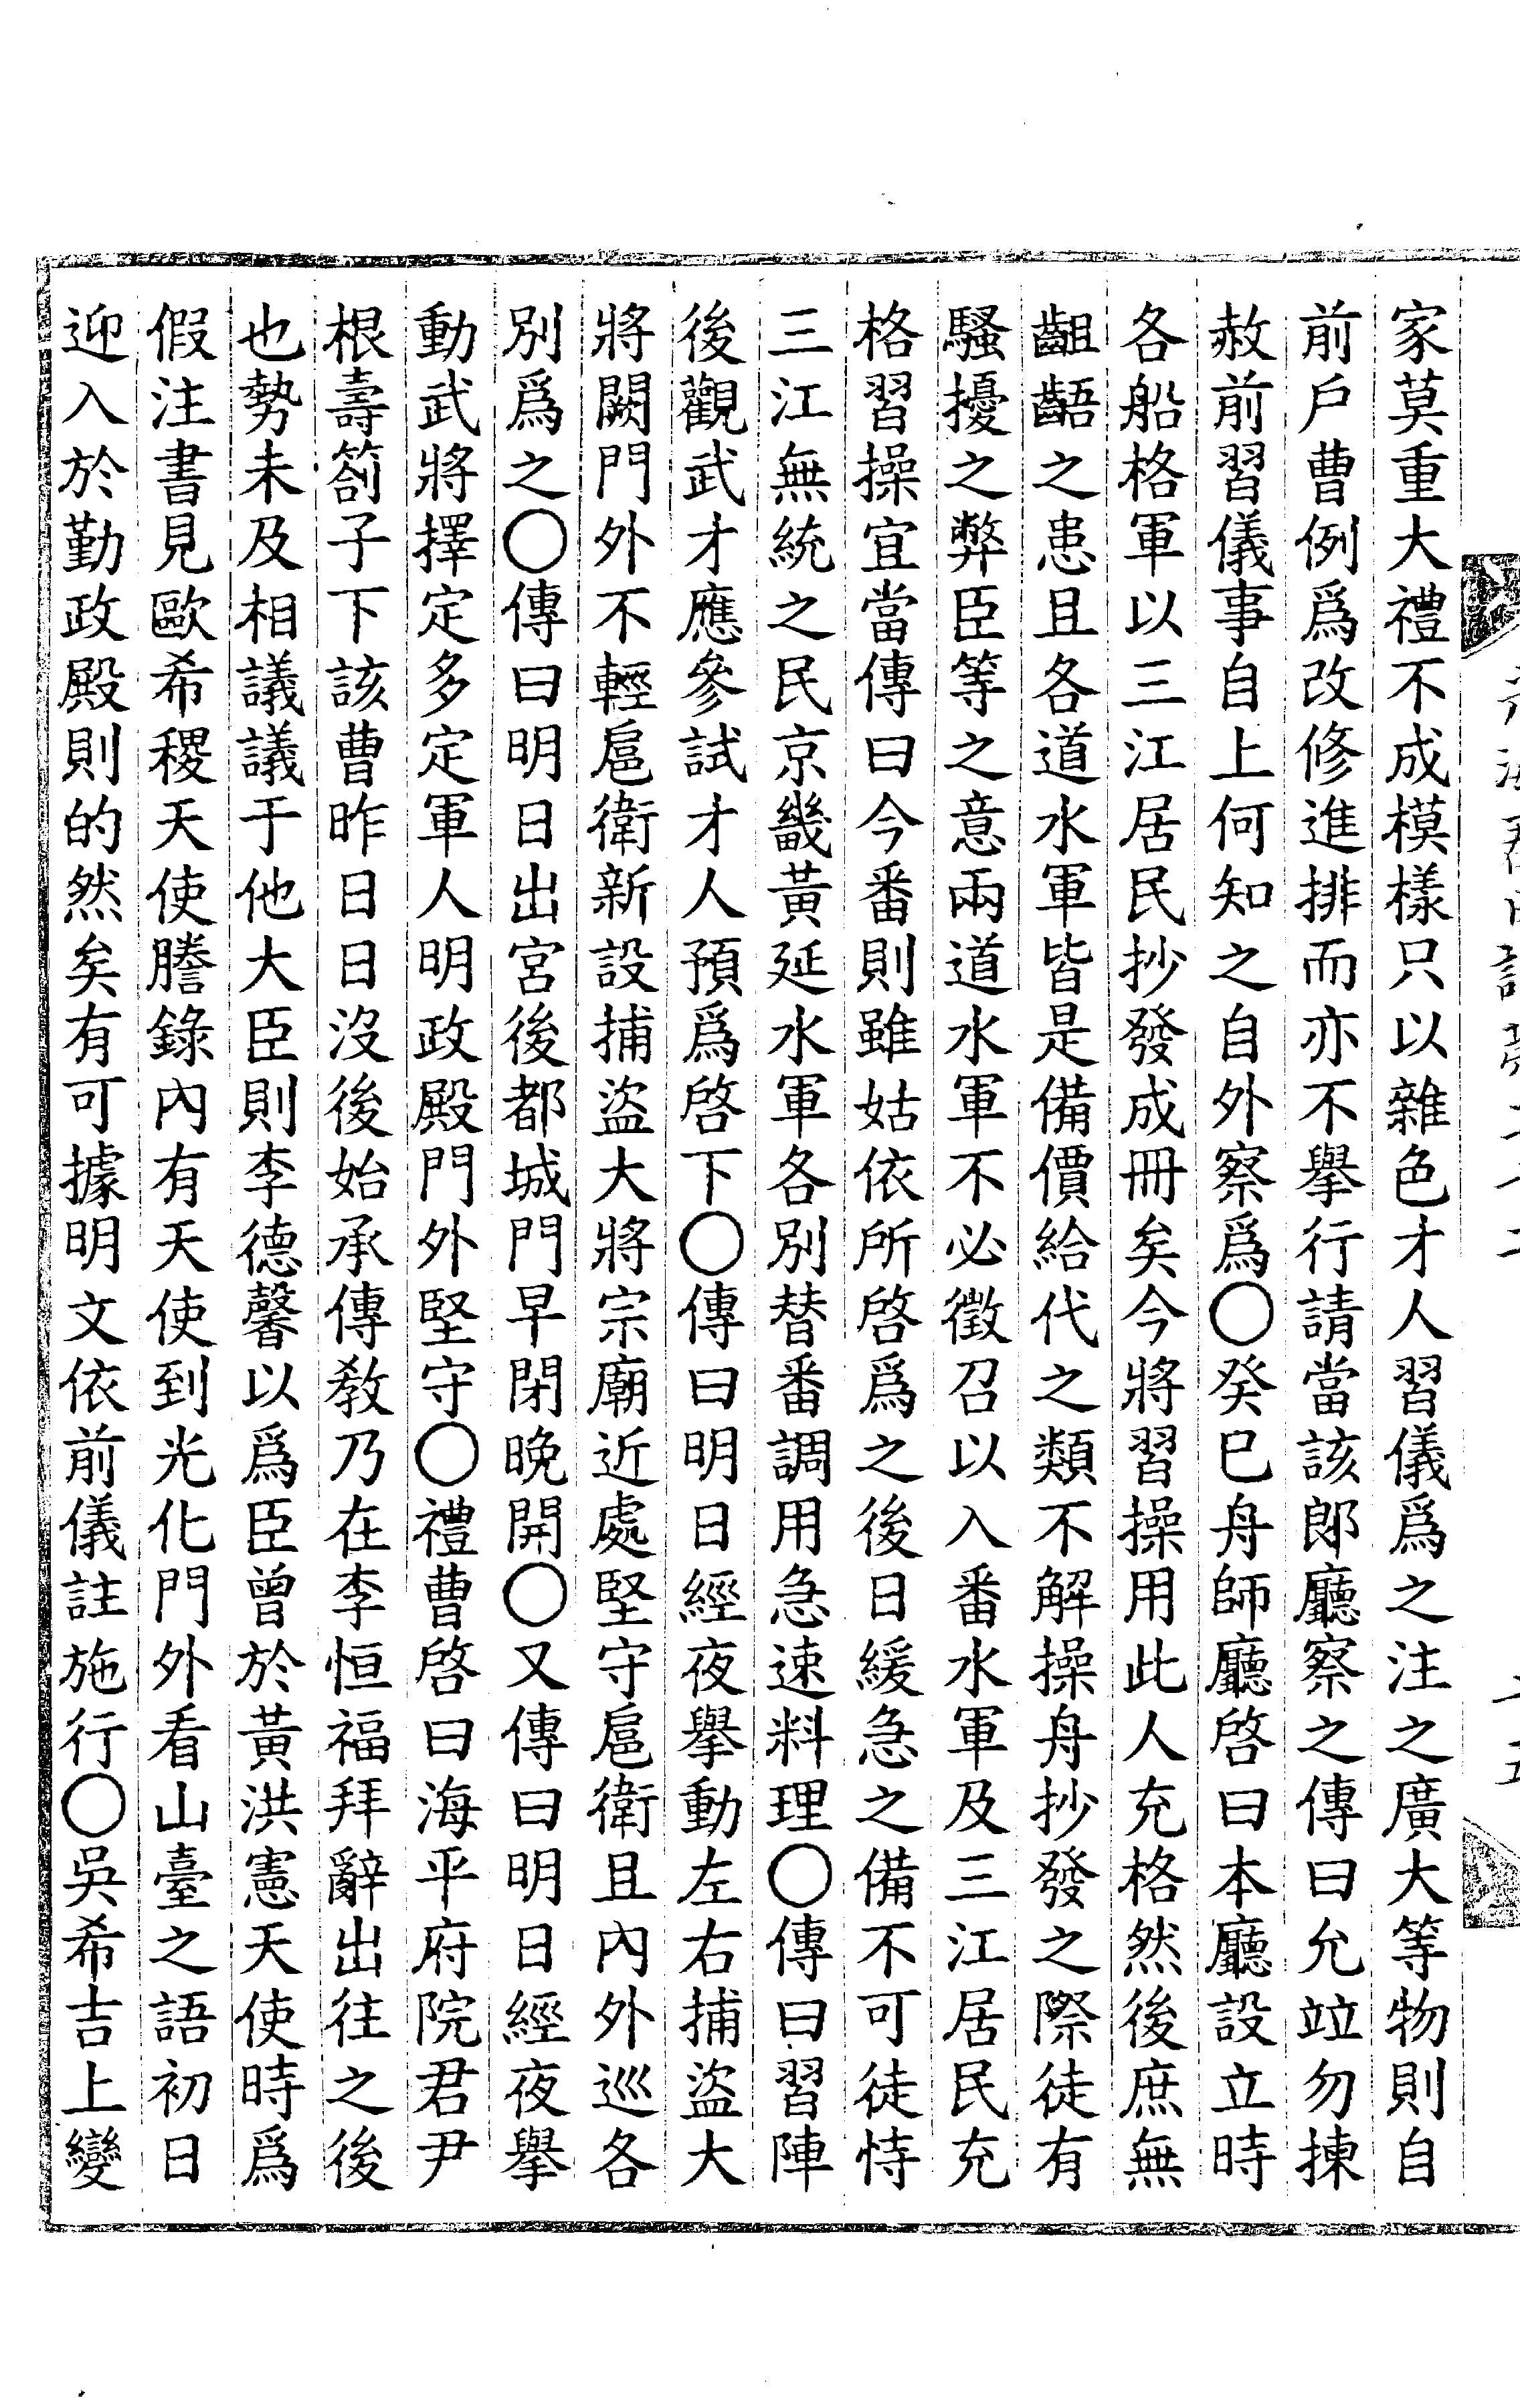 家莫重大禮不成模樣只以雜色才人習儀爲之注之廣大等物則自
前戶曹例爲改修進排而亦不擧行請當該郞廳察之傳曰允竝勿揀
赦前習儀事自上何知之自外察爲○癸巳舟師廳啓曰本廳設立時
各船格軍以三江居民抄發成冊矣今將習操用此人充格然後庶無
齟齬之患且各道水軍皆是備價給代之類不解操舟抄發之際徒有
騷擾之弊臣等之意兩道水軍不必徵召以入番水軍及三江居民充
格習操宜當傳曰今番則雖姑依所啓爲之後日緩急之備不可徒恃
三江無統之民京畿黃延水軍各別替番調用急速料理○傳曰習陣
後觀武才應參試才人預爲啓下○傳曰明日經夜擧動左右捕盜大
將闕門外不輕扈衛新設捕盜大將宗廟近處堅守扈衛且內外巡各
別爲之○傳曰明日出宮後都城門早閉晩開○又傳曰明日經夜擧
動武將擇定多定軍人明政殿門外堅守○禮曹啓曰海平府院君尹
根壽箚子下該曹昨日日沒後始承傳敎乃在李恒福拜辭出往之後
也勢未及相議議于他大臣則李德馨以爲臣曾於黃洪憲天使時爲
假注書見歐希稷天使謄錄內有天使到光化門外看山臺之語初日
迎入於勤政殿則的然矣有可據明文依前儀註施行○吳希吉上變